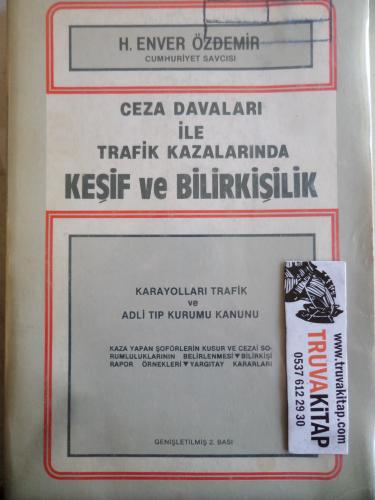 H. ENVER ÖZDEMİR
CUMHURİYET SAVCISI
CEZA DAVALARI
İLE
TRAFİK KAZALARINDA
KEŞİF ve BİLİRKİŞİLİK
KARAYOLLARI TRAFİK
ve
ADLİ TIP KURUMU KANUNU
KAZA YAPAN ŞOFÖRLERİN KUSUR VE CEZAİ SO-
RUMLULUKLARININ BELİRLENMESİ▼BİLİRKİŞİ
RAPOR ÖRNEKLERİ▼YARGITAY KARARLARI
GENİŞLETİLMİŞ 2. BASI
www.truvakitap.com
TRUVAKİTAP
0537 612 29 30